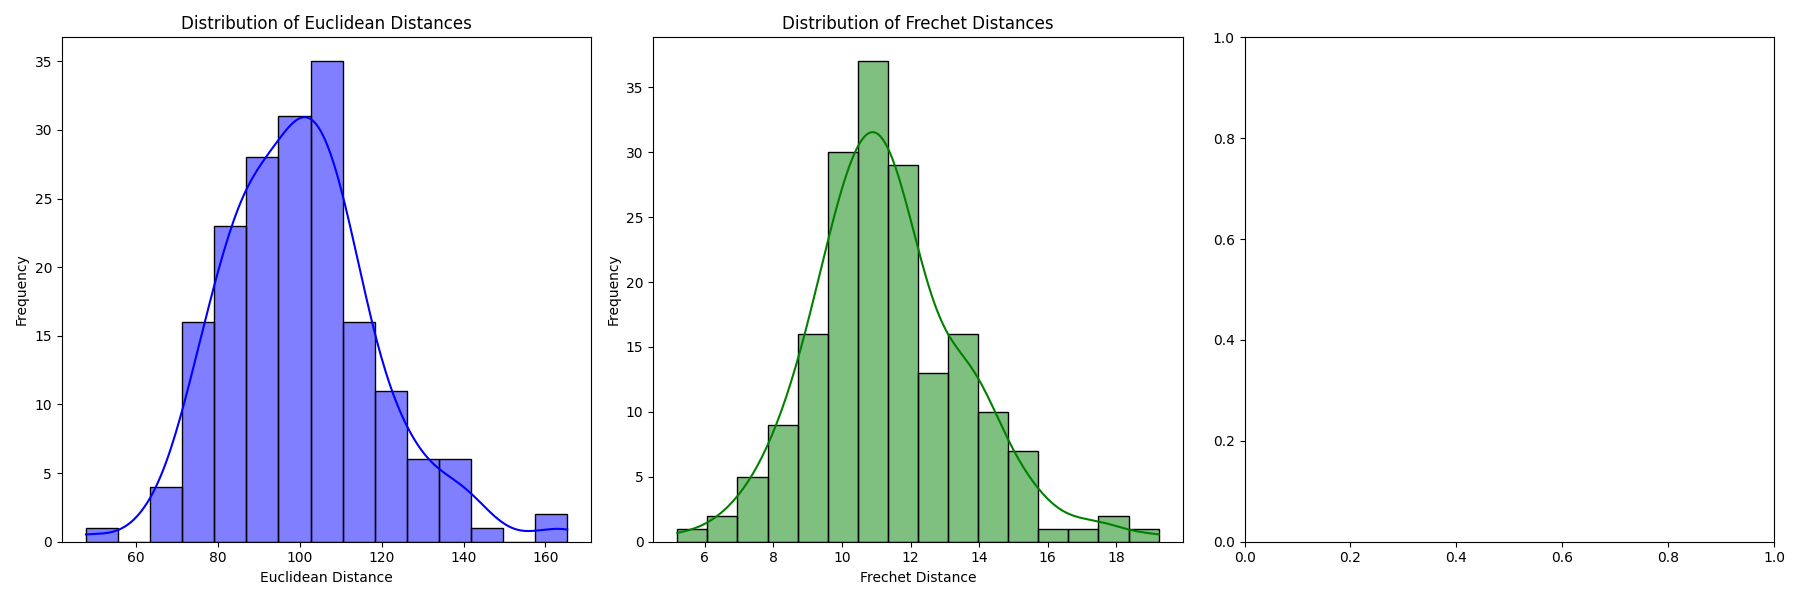 Distribution of Euclidean Distances
35
30
25
20
15
10
5
0
Frequency
60 80 100 120 140 160
Euclidean Distance
Distribution of Frechet Distances
35
30
25
20
15
10
5
0
Frequency
6 8 10 12 14 16 18
Frechet Distance
1.0
0.8
0.6
0.4
0.2
0.0
0.0 0.2 0.4 0.6 0.8 1.0